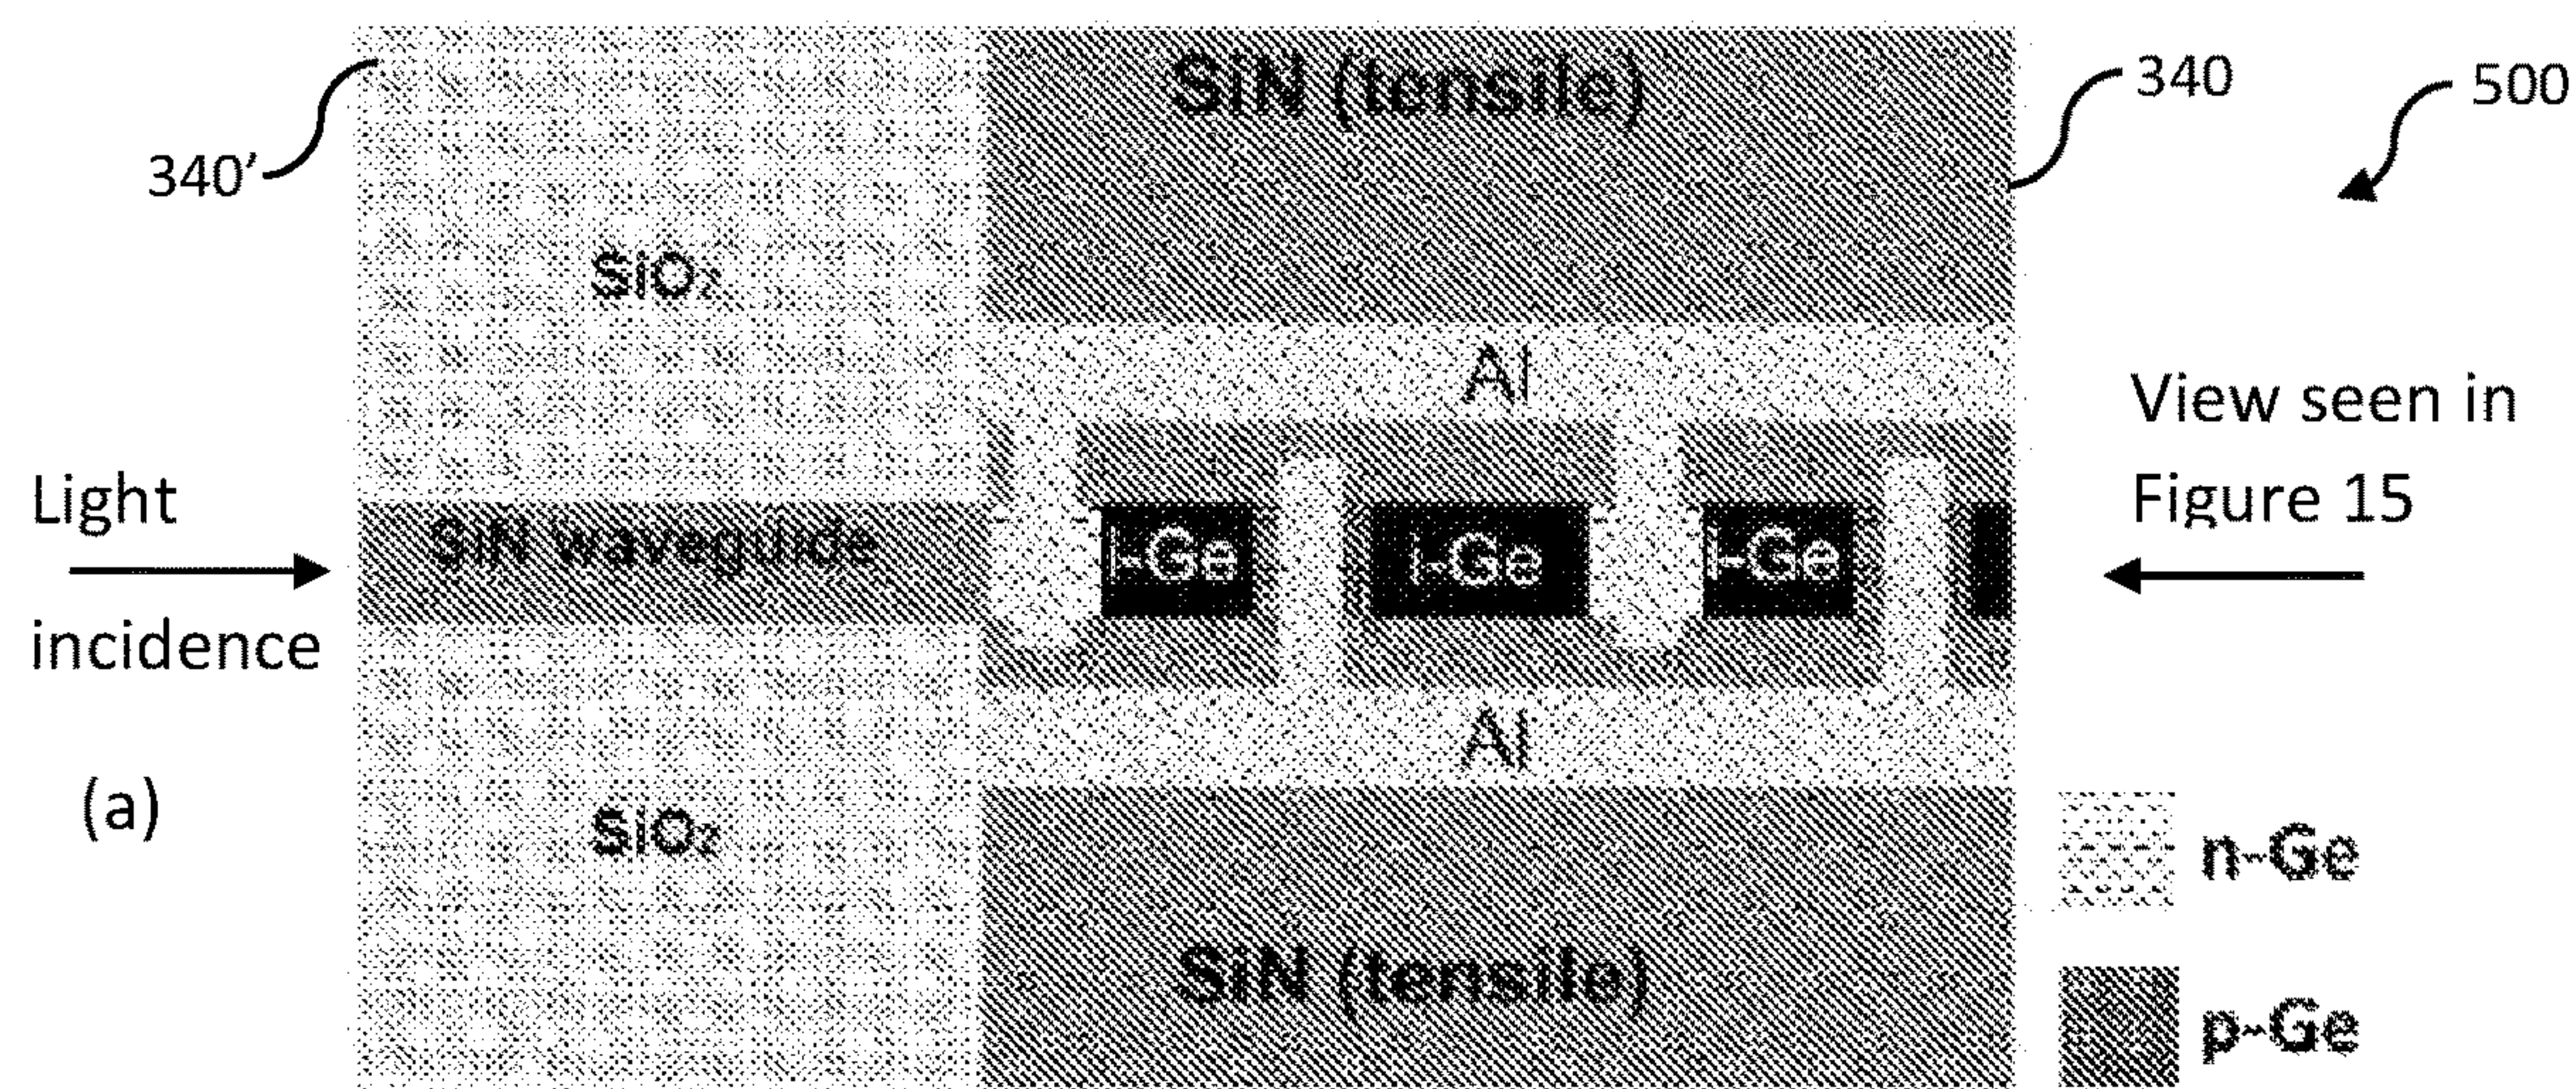 340’
SiN (tensile)
340
500
SiO₂
Al
View seen in
Figure 15
Light
incidence
SiN waveguide
i-Ge
i-Ge
i-Ge
Al
(a)
SiO₂
n-Ge
SiN (tensile)
p-Ge